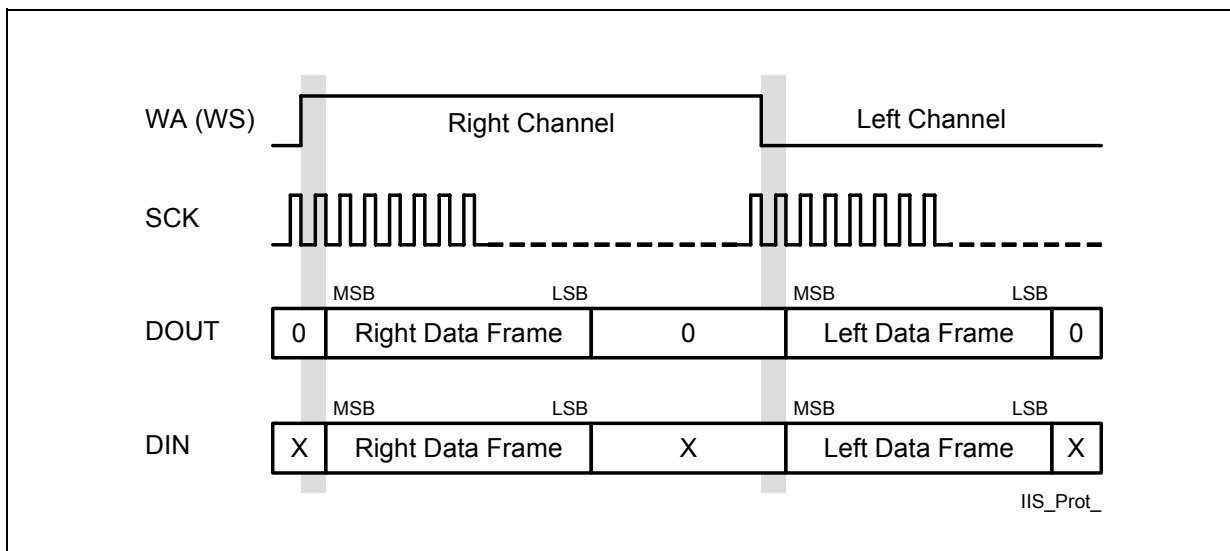 WA (WS)
Right Channel
Left Channel
SCK
MSB LSB MSB LSB
DOUT
0 Right Data Frame 0 Left Data Frame 0
MSB LSB MSB LSB
DIN
X Right Data Frame X Left Data Frame X
IIS_Prot_